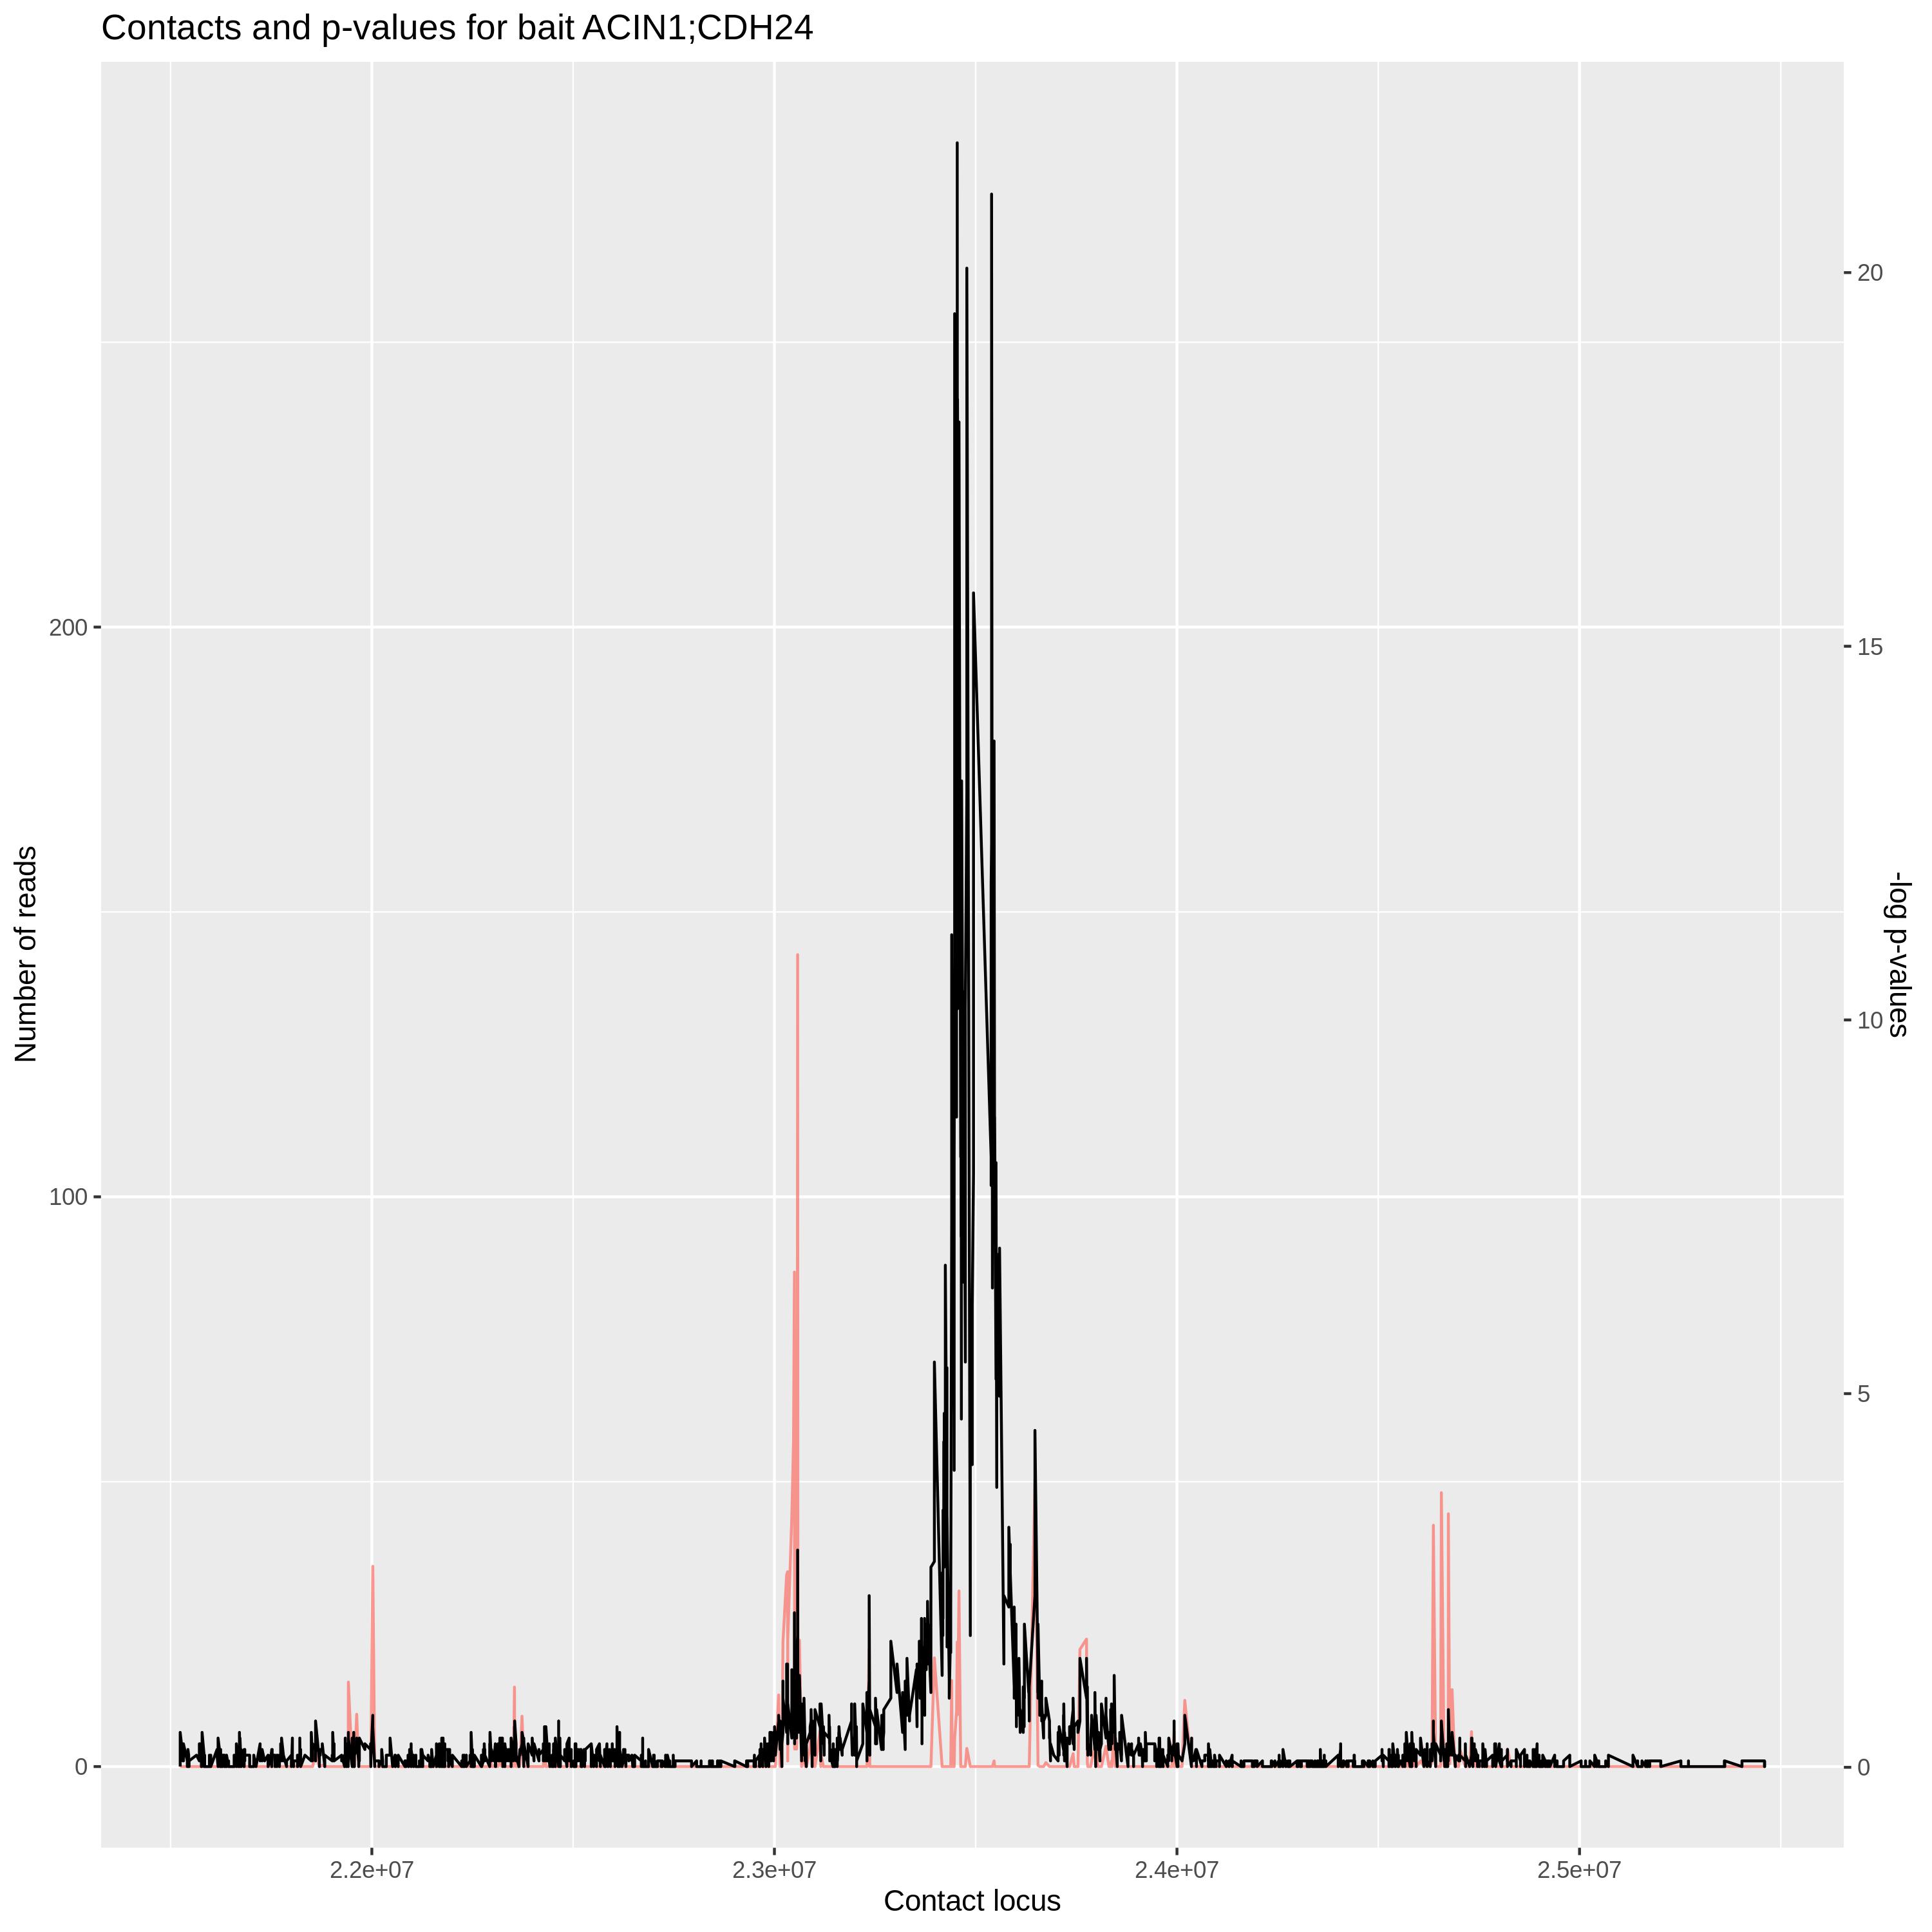 Contacts and p-values for bait ACIN1;CDH24
Number of reads
200
100
0
20
15
10
5
0
-log p-values
2.2e+07
2.3e+07
2.4e+07
2.5e+07
Contact locus